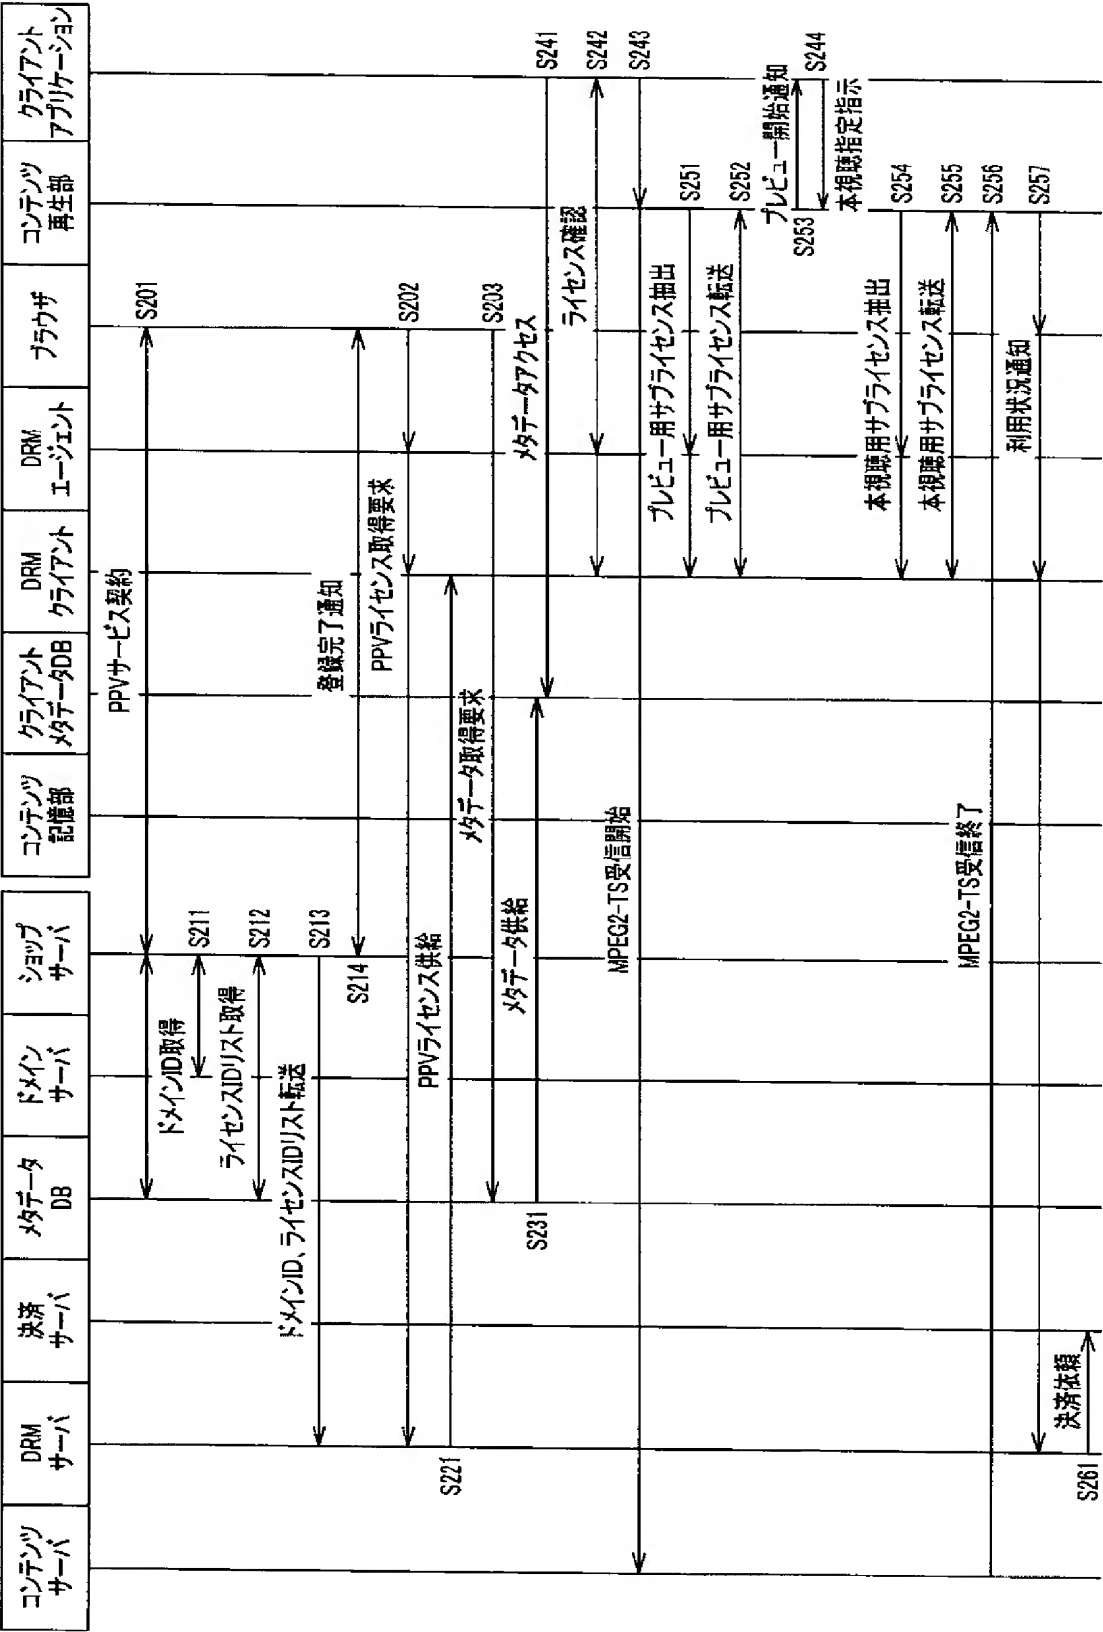 コンテンツ
サーバ
DRM
サーバ
決済
サーバ
メタデータ
DB
ドメイン
サーバ
ショップ
サーバ
コンテンツ
記憶部
クライアント
メタデータDB
DRM
クライアント
DRM
エージェント
ブラウザ
コンテンツ
再生部
クライアント
アプリケーション
PPVサービス契約
S201
ドメインID取得
S211
ライセンスIDリスト取得
S212
ドメインID、ライセンスIDリスト転送
S213
登録完了通知
S214
PPVライセンス取得要求
S202
PPVライセンス供給
S221
メタデータ取得要求
S203
メタデータ供給
S231
メタデータアクセス
S241
ライセンス確認
S242
MPEG2-TS受信開始
S243
プレビュー用サブライセンス抽出
S251
プレビュー用サブライセンス転送
S252
プレビュー開始通知
S253
S244
本視聴指定指示
本視聴用サブライセンス抽出
S254
本視聴用サブライセンス転送
S255
MPEG2-TS受信終了
S256
利用状況通知
S257
決済依頼
S261